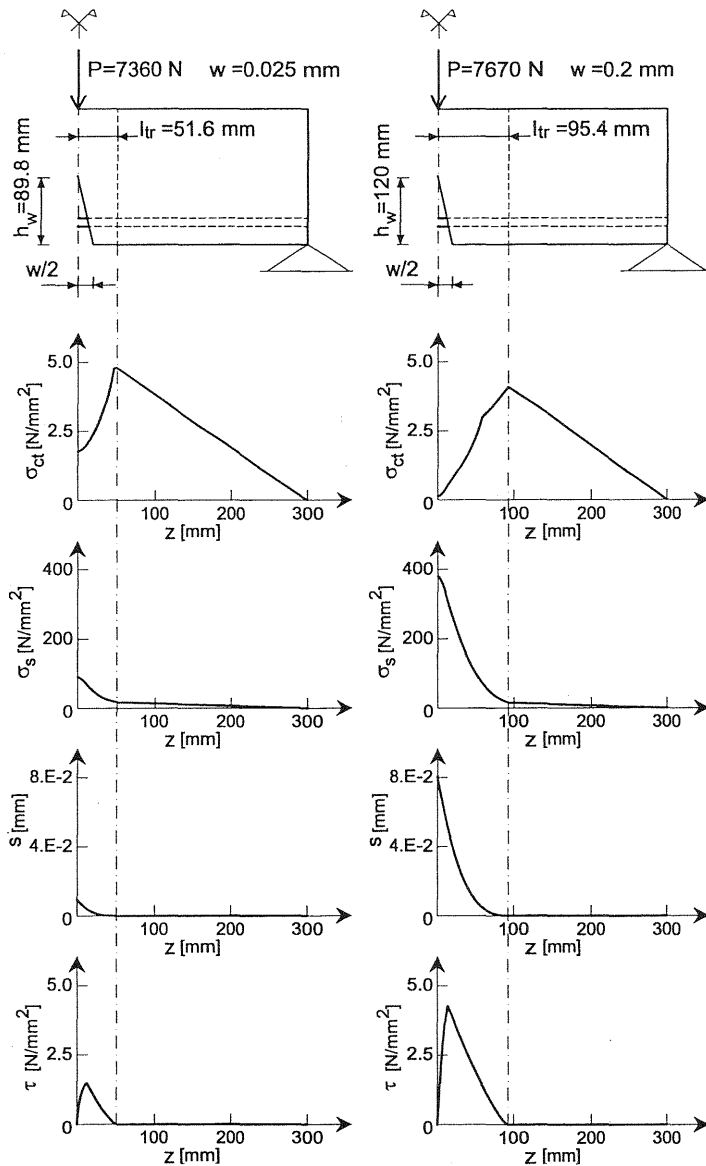 P=7360 N w =0.025 mm
l_tr =51.6 mm
h_w =89.8 mm
w/2
σ_ct [N/mm²]
5.0
2.5
0
100 200 300
z [mm]
σ_s [N/mm²]
400
200
0
100 200 300
z [mm]
s [mm]
8.E-2
4.E-2
0
100 200 300
z [mm]
τ [N/mm²]
5.0
2.5
0
100 200 300
z [mm]
P=7670 N w =0.2 mm
l_tr =95.4 mm
h_w =120 mm
w/2
σ_ct [N/mm²]
5.0
2.5
0
100 200 300
z [mm]
σ_s [N/mm²]
400
200
0
100 200 300
z [mm]
s [mm]
8.E-2
4.E-2
0
100 200 300
z [mm]
τ [N/mm²]
5.0
2.5
0
100 200 300
z [mm]